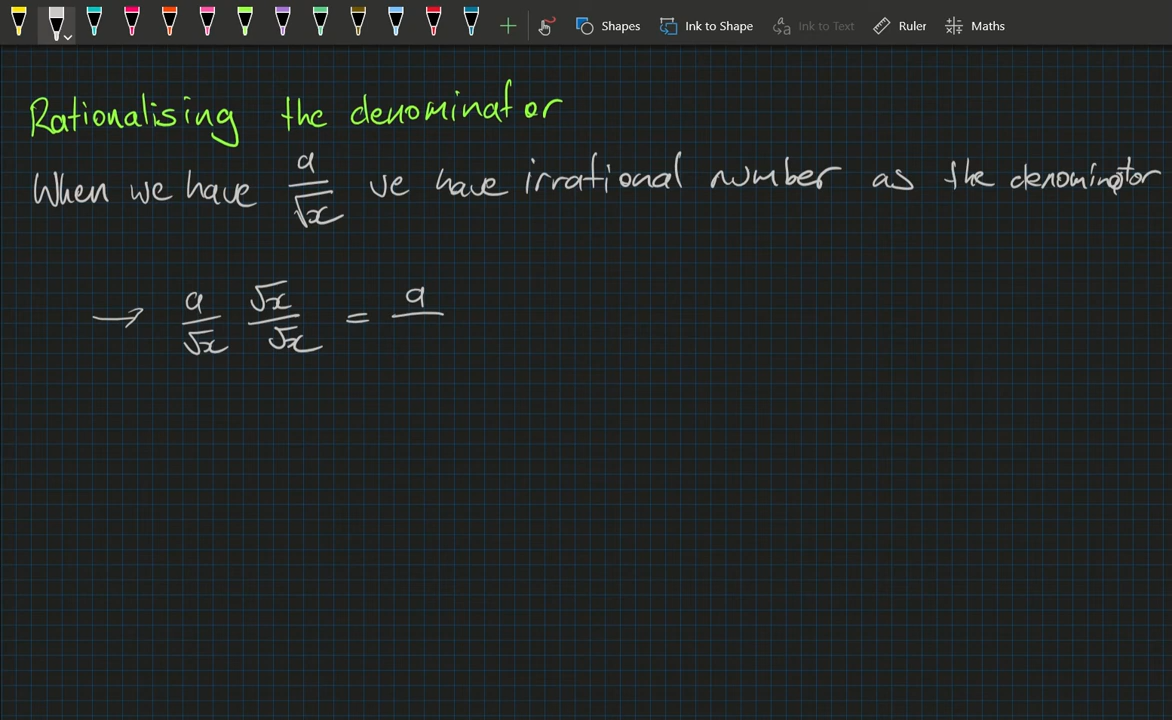 Shapes Ink to Shape Ink to Text Ruler Maths
Rationalising the denominator
When we have a/√x we have irrational number as the denominator
→ a/√x √x/√x = a/